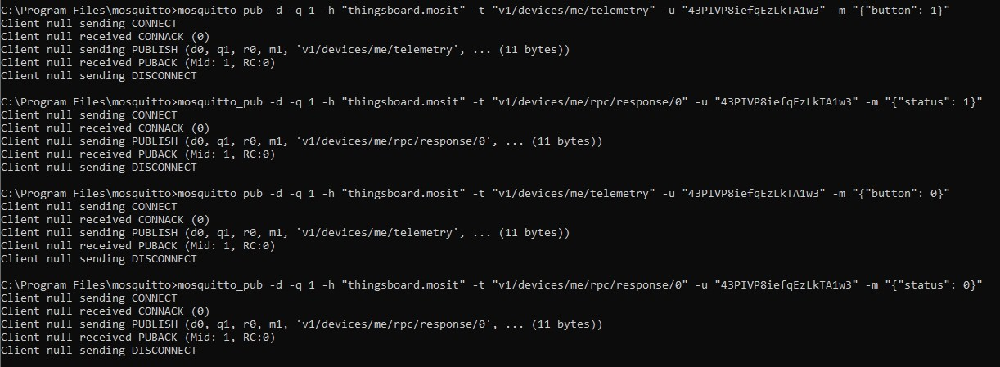 C:\Program Files\mosquitto>mosquitto_pub -d -q 1 -h "thingsboard.mosit" -t "v1/devices/me/telemetry" -u "43PIVP8iefqEzLkTA1w3" -m "{"button": 1}"
Client null sending CONNECT
Client null received CONNACK (0)
Client null sending PUBLISH (d0, q1, r0, m1, 'v1/devices/me/telemetry', ... (11 bytes))
Client null received PUBACK (Mid: 1, RC:0)
Client null sending DISCONNECT
C:\Program Files\mosquitto>mosquitto_pub -d -q 1 -h "thingsboard.mosit" -t "v1/devices/me/rpc/response/0" -u "43PIVP8iefqEzLkTA1w3" -m "{"status": 1}"
Client null sending CONNECT
Client null received CONNACK (0)
Client null sending PUBLISH (d0, q1, r0, m1, 'v1/devices/me/rpc/response/0', ... (11 bytes))
Client null received PUBACK (Mid: 1, RC:0)
Client null sending DISCONNECT
C:\Program Files\mosquitto>mosquitto_pub -d -q 1 -h "thingsboard.mosit" -t "v1/devices/me/telemetry" -u "43PIVP8iefqEzLkTA1w3" -m "{"button": 0}"
Client null sending CONNECT
Client null received CONNACK (0)
Client null sending PUBLISH (d0, q1, r0, m1, 'v1/devices/me/telemetry', ... (11 bytes))
Client null received PUBACK (Mid: 1, RC:0)
Client null sending DISCONNECT
C:\Program Files\mosquitto>mosquitto_pub -d -q 1 -h "thingsboard.mosit" -t "v1/devices/me/rpc/response/0" -u "43PIVP8iefqEzLkTA1w3" -m "{"status": 0}"
Client null sending CONNECT
Client null received CONNACK (0)
Client null sending PUBLISH (d0, q1, r0, m1, 'v1/devices/me/rpc/response/0', ... (11 bytes))
Client null received PUBACK (Mid: 1, RC:0)
Client null sending DISCONNECT